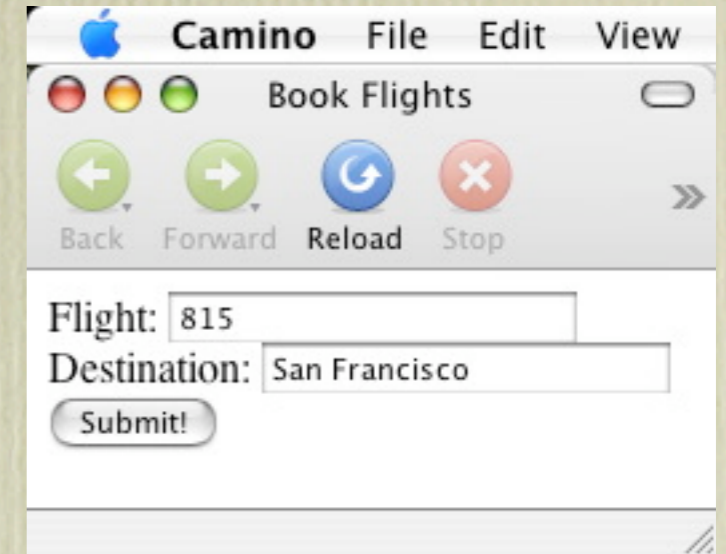 Camino File Edit View
Book Flights
Back Forward Reload Stop
Flight: 815
Destination: San Francisco
Submit!